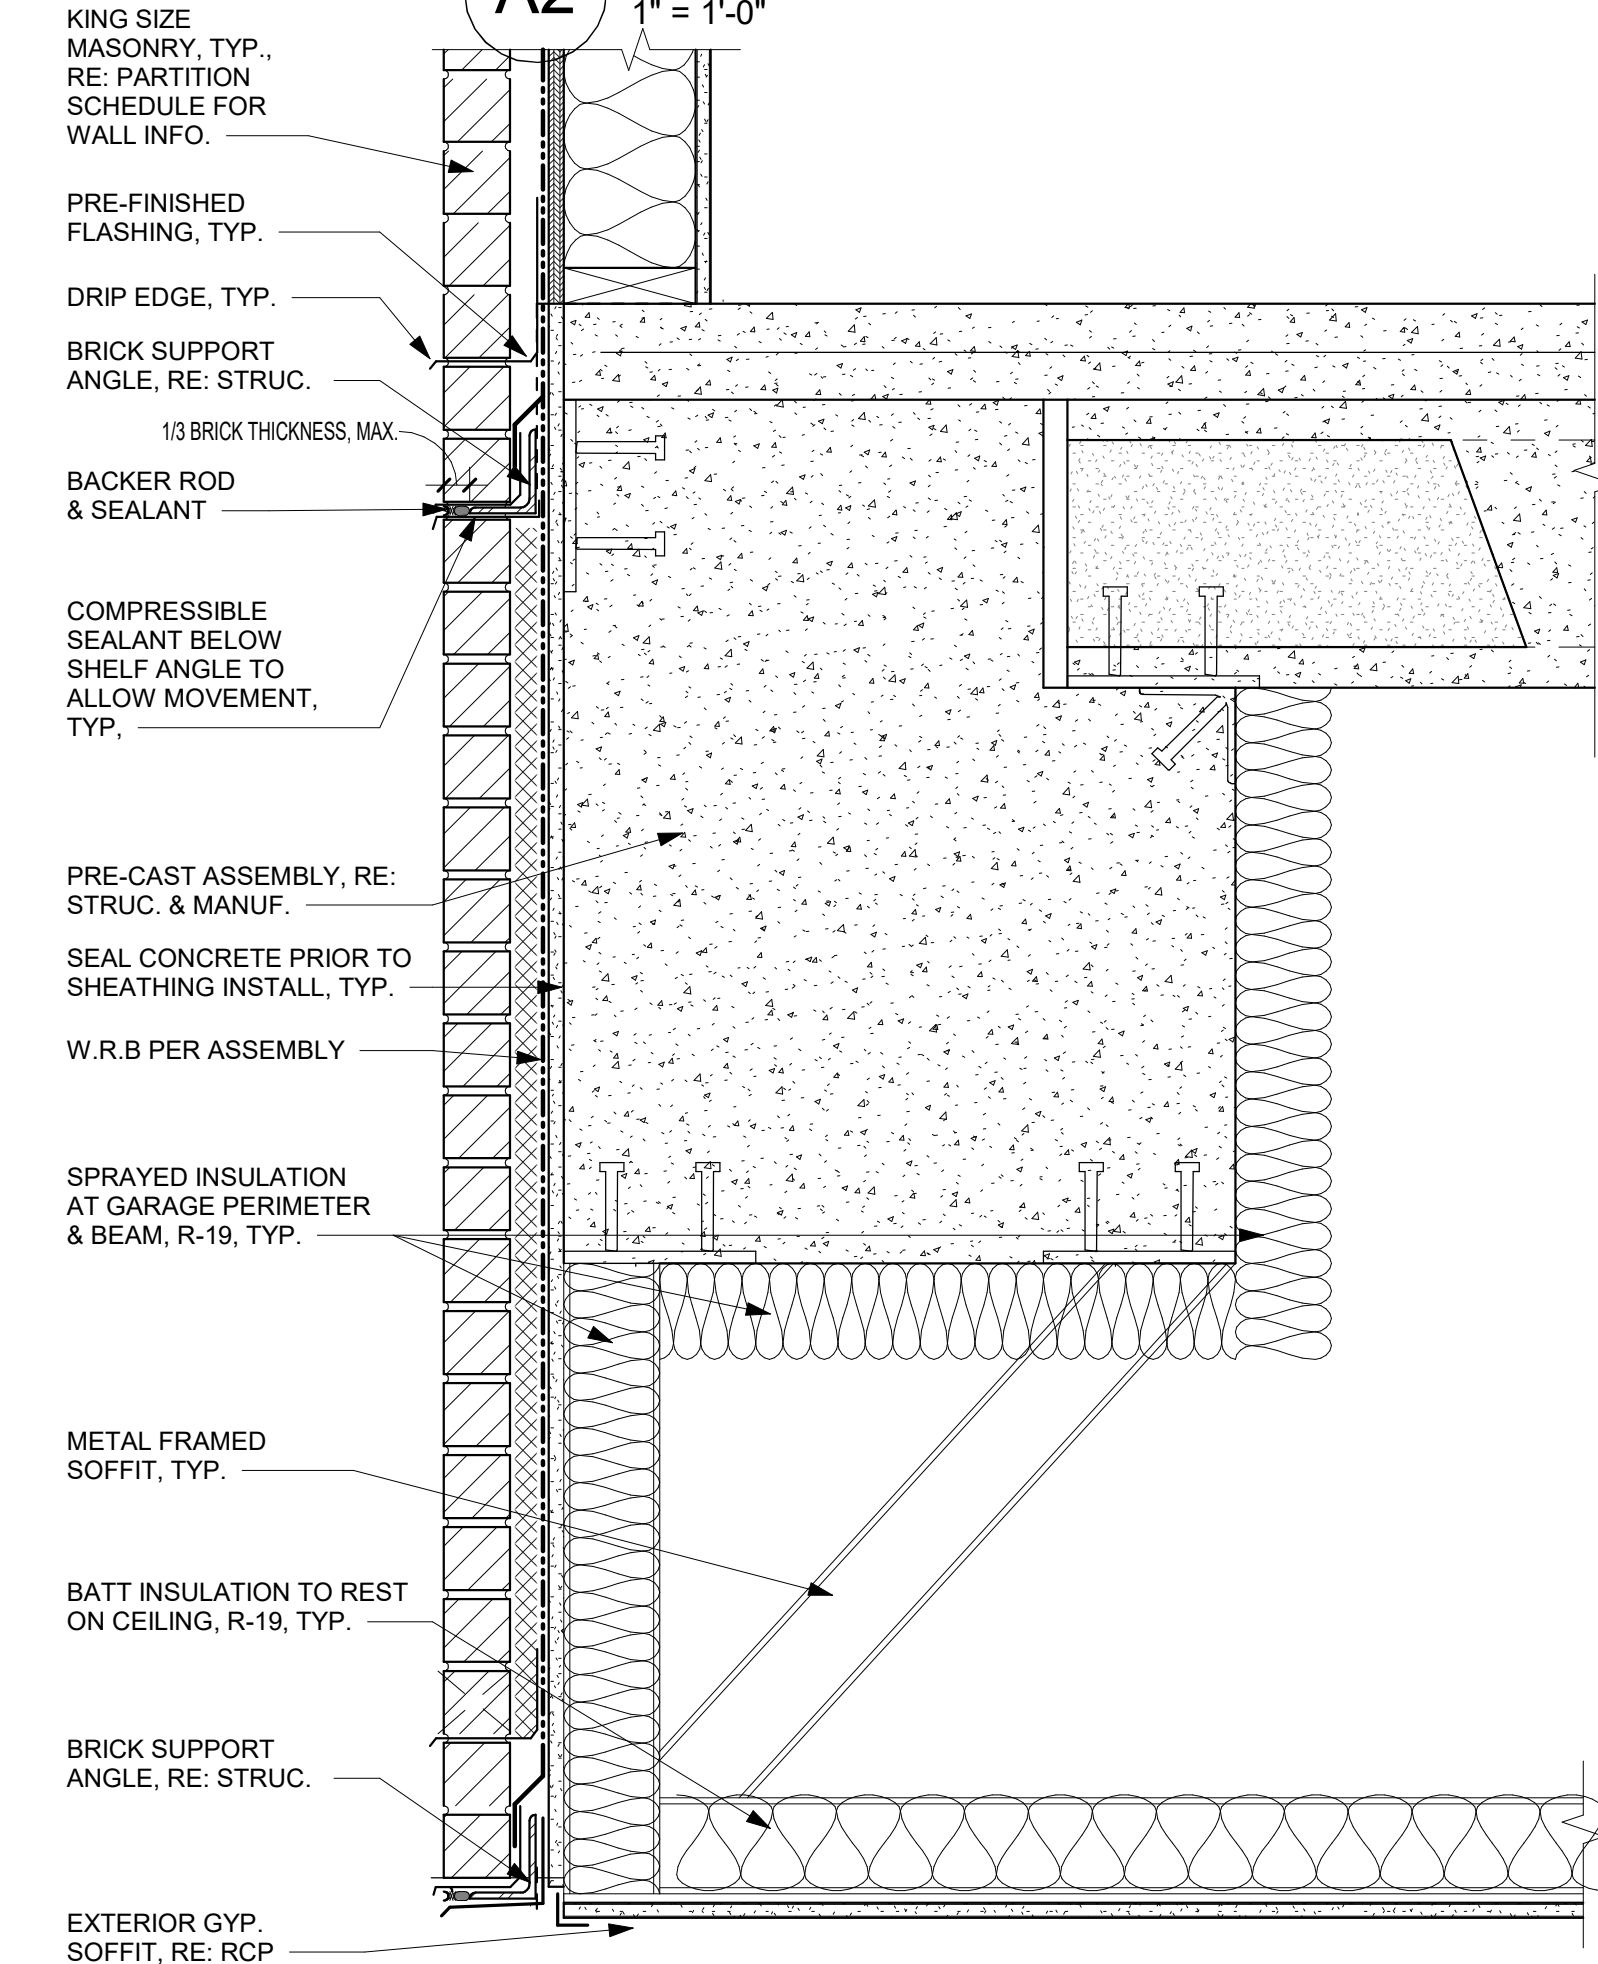 A2
1" = 1'-0"
KING SIZE
MASONRY, TYP.,
RE: PARTITION
SCHEDULE FOR
WALL INFO.
PRE-FINISHED
FLASHING, TYP.
DRIP EDGE, TYP.
BRICK SUPPORT
ANGLE, RE: STRUC.
1/3 BRICK THICKNESS, MAX.
BACKER ROD
& SEALANT
COMPRESSIBLE
SEALANT BELOW
SHELF ANGLE TO
ALLOW MOVEMENT,
TYP,
PRE-CAST ASSEMBLY, RE:
STRUC. & MANUF.
SEAL CONCRETE PRIOR TO
SHEATHING INSTALL, TYP.
W.R.B PER ASSEMBLY
SPRAYED INSULATION
AT GARAGE PERIMETER
& BEAM, R-19, TYP.
METAL FRAMED
SOFFIT, TYP.
BATT INSULATION TO REST
ON CEILING, R-19, TYP.
BRICK SUPPORT
ANGLE, RE: STRUC.
EXTERIOR GYP.
SOFFIT, RE: RCP